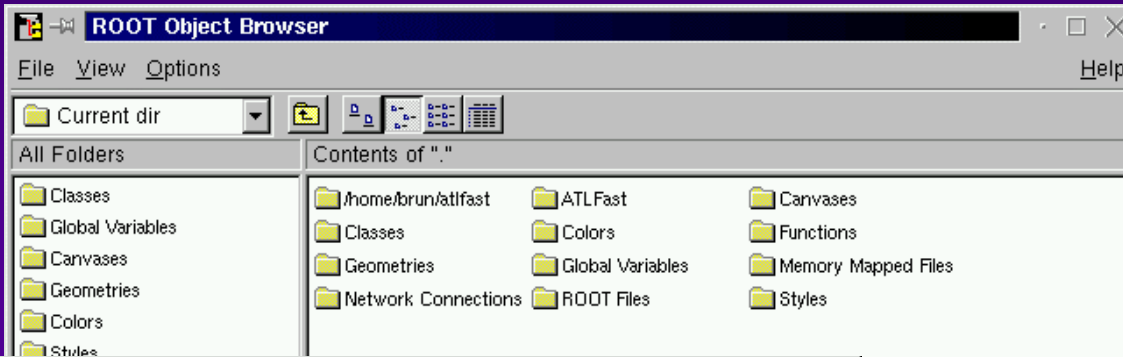 ROOT Object Browser
File View Options Help
Current dir
All Folders Contents of "."
Classes
Global Variables
Canvases
Geometries
Colors
Styles
/home/brun/atlfast ATLFast Canvases
Classes Colors Functions
Geometries Global Variables Memory Mapped Files
Network Connections ROOT Files Styles